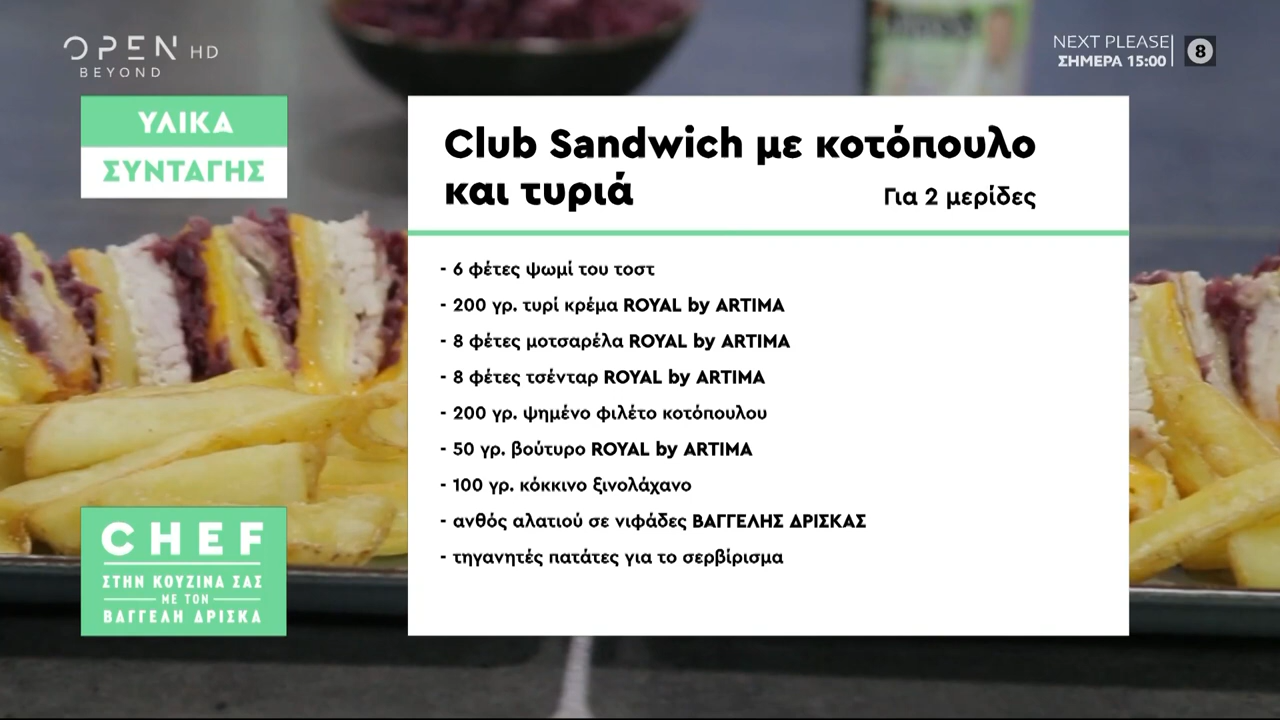 OPEN HD
BEYOND
NEXT PLEASE
ΣΗΜΕΡΑ 15:00
8
ΥΛΙΚΑ
ΣΥΝΤΑΓΗΣ
Club Sandwich με κοτόπουλο
και τυριά
Για 2 μερίδες
- 6 φέτες ψωμί του τοστ
- 200 γρ. τυρί κρέμα ROYAL by ARTIMA
- 8 φέτες μοτσαρέλα ROYAL by ARTIMA
- 8 φέτες τσένταρ ROYAL by ARTIMA
- 200 γρ. ψημένο φιλέτο κοτόπουλου
- 50 γρ. βούτυρο ROYAL by ARTIMA
- 100 γρ. κόκκινο ξινολάχανο
- ανθός αλατιού σε νιφάδες ΒΑΓΓΕΛΗΣ ΔΡΙΣΚΑΣ
- τηγανητές πατάτες για το σερβίρισμα
CHEF
ΣΤΗΝ ΚΟΥΖΙΝΑ ΣΑΣ
ΜΕ ΤΟΝ
ΒΑΓΓΕΛΗ ΔΡΙΣΚΑ